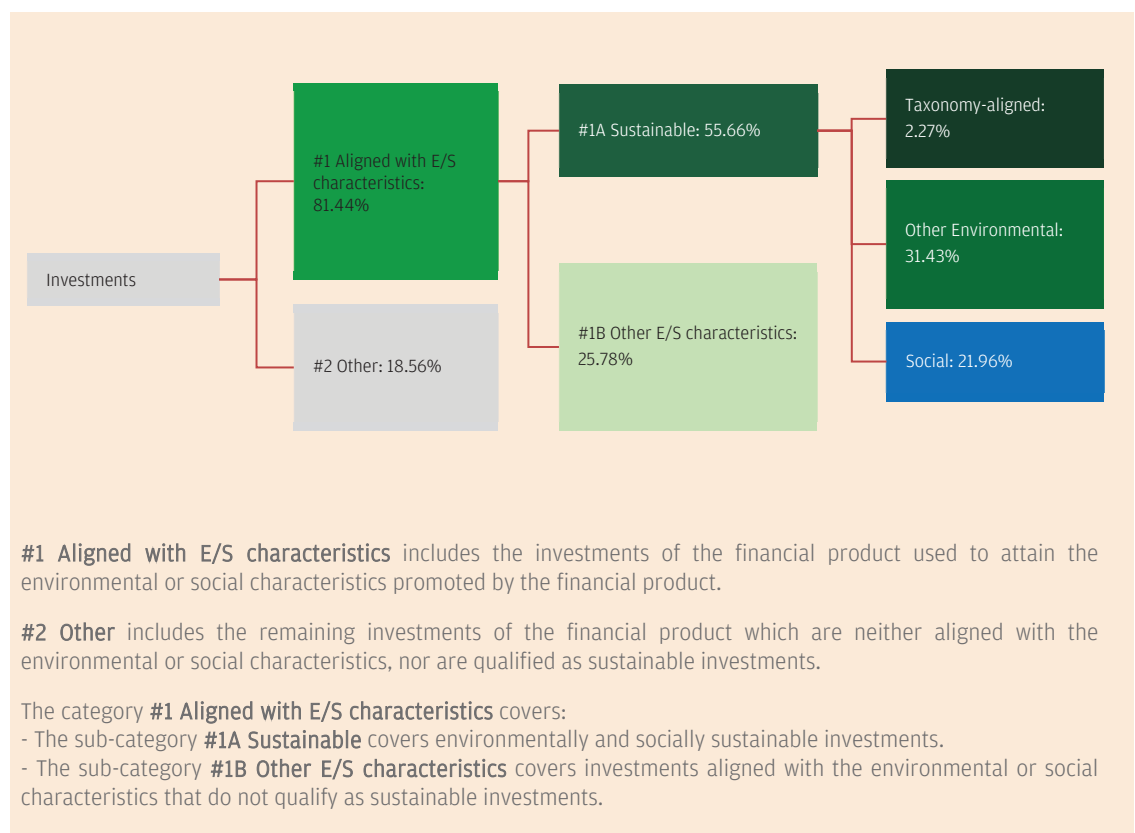 Investments
#1 Aligned with E/S
characteristics:
81.44%
#2 Other: 18.56%
#1A Sustainable: 55.66%
#1B Other E/S characteristics:
25.78%
Taxonomy-aligned:
2.27%
Other Environmental:
31.43%
Social: 21.96%
#1 Aligned with E/S characteristics includes the investments of the financial product used to attain the
environmental or social characteristics promoted by the financial product.
#2 Other includes the remaining investments of the financial product which are neither aligned with the
environmental or social characteristics, nor are qualified as sustainable investments.
The category #1 Aligned with E/S characteristics covers:
- The sub-category #1A Sustainable covers environmentally and socially sustainable investments.
- The sub-category #1B Other E/S characteristics covers investments aligned with the environmental or social
characteristics that do not qualify as sustainable investments.